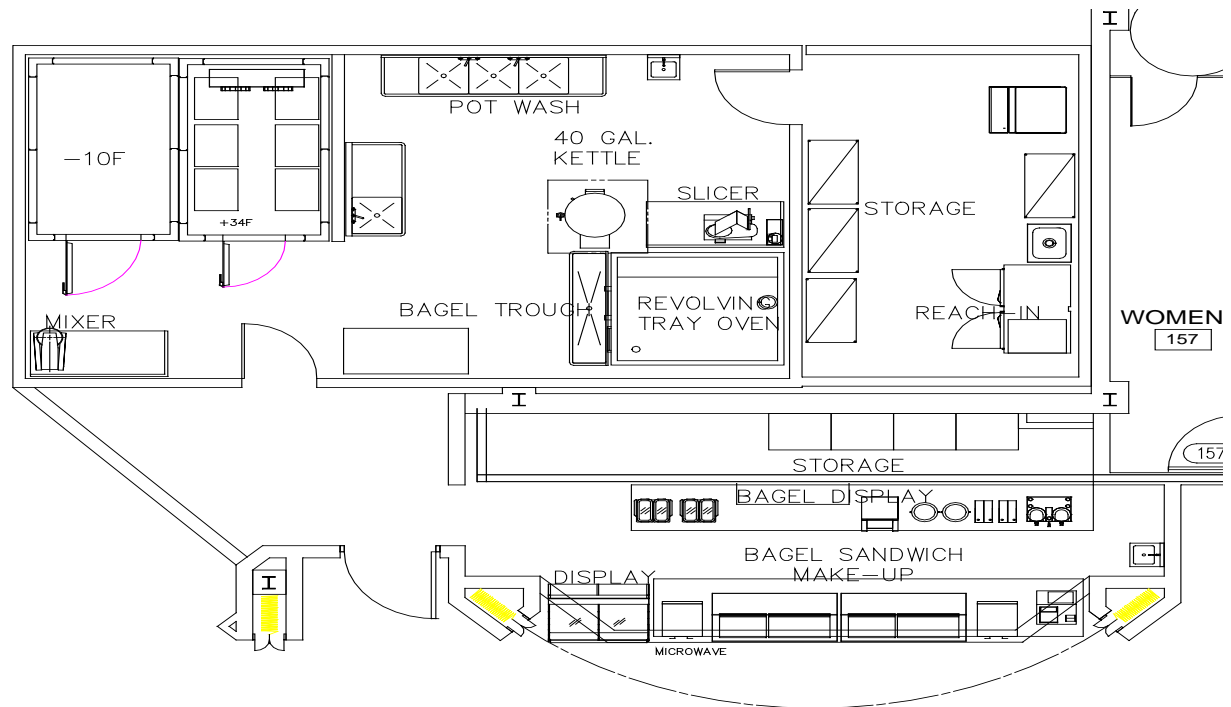 POT WASH
40 GAL.
KETTLE
-10F
SLICER
+34F
STORAGE
BAGEL TROUGH
REVOLVING
TRAY OVEN
REACH-IN
MIXER
WOMEN
157
157
STORAGE
BAGEL DISPLAY
BAGEL SANDWICH
MAKE-UP
DISPLAY
MICROWAVE